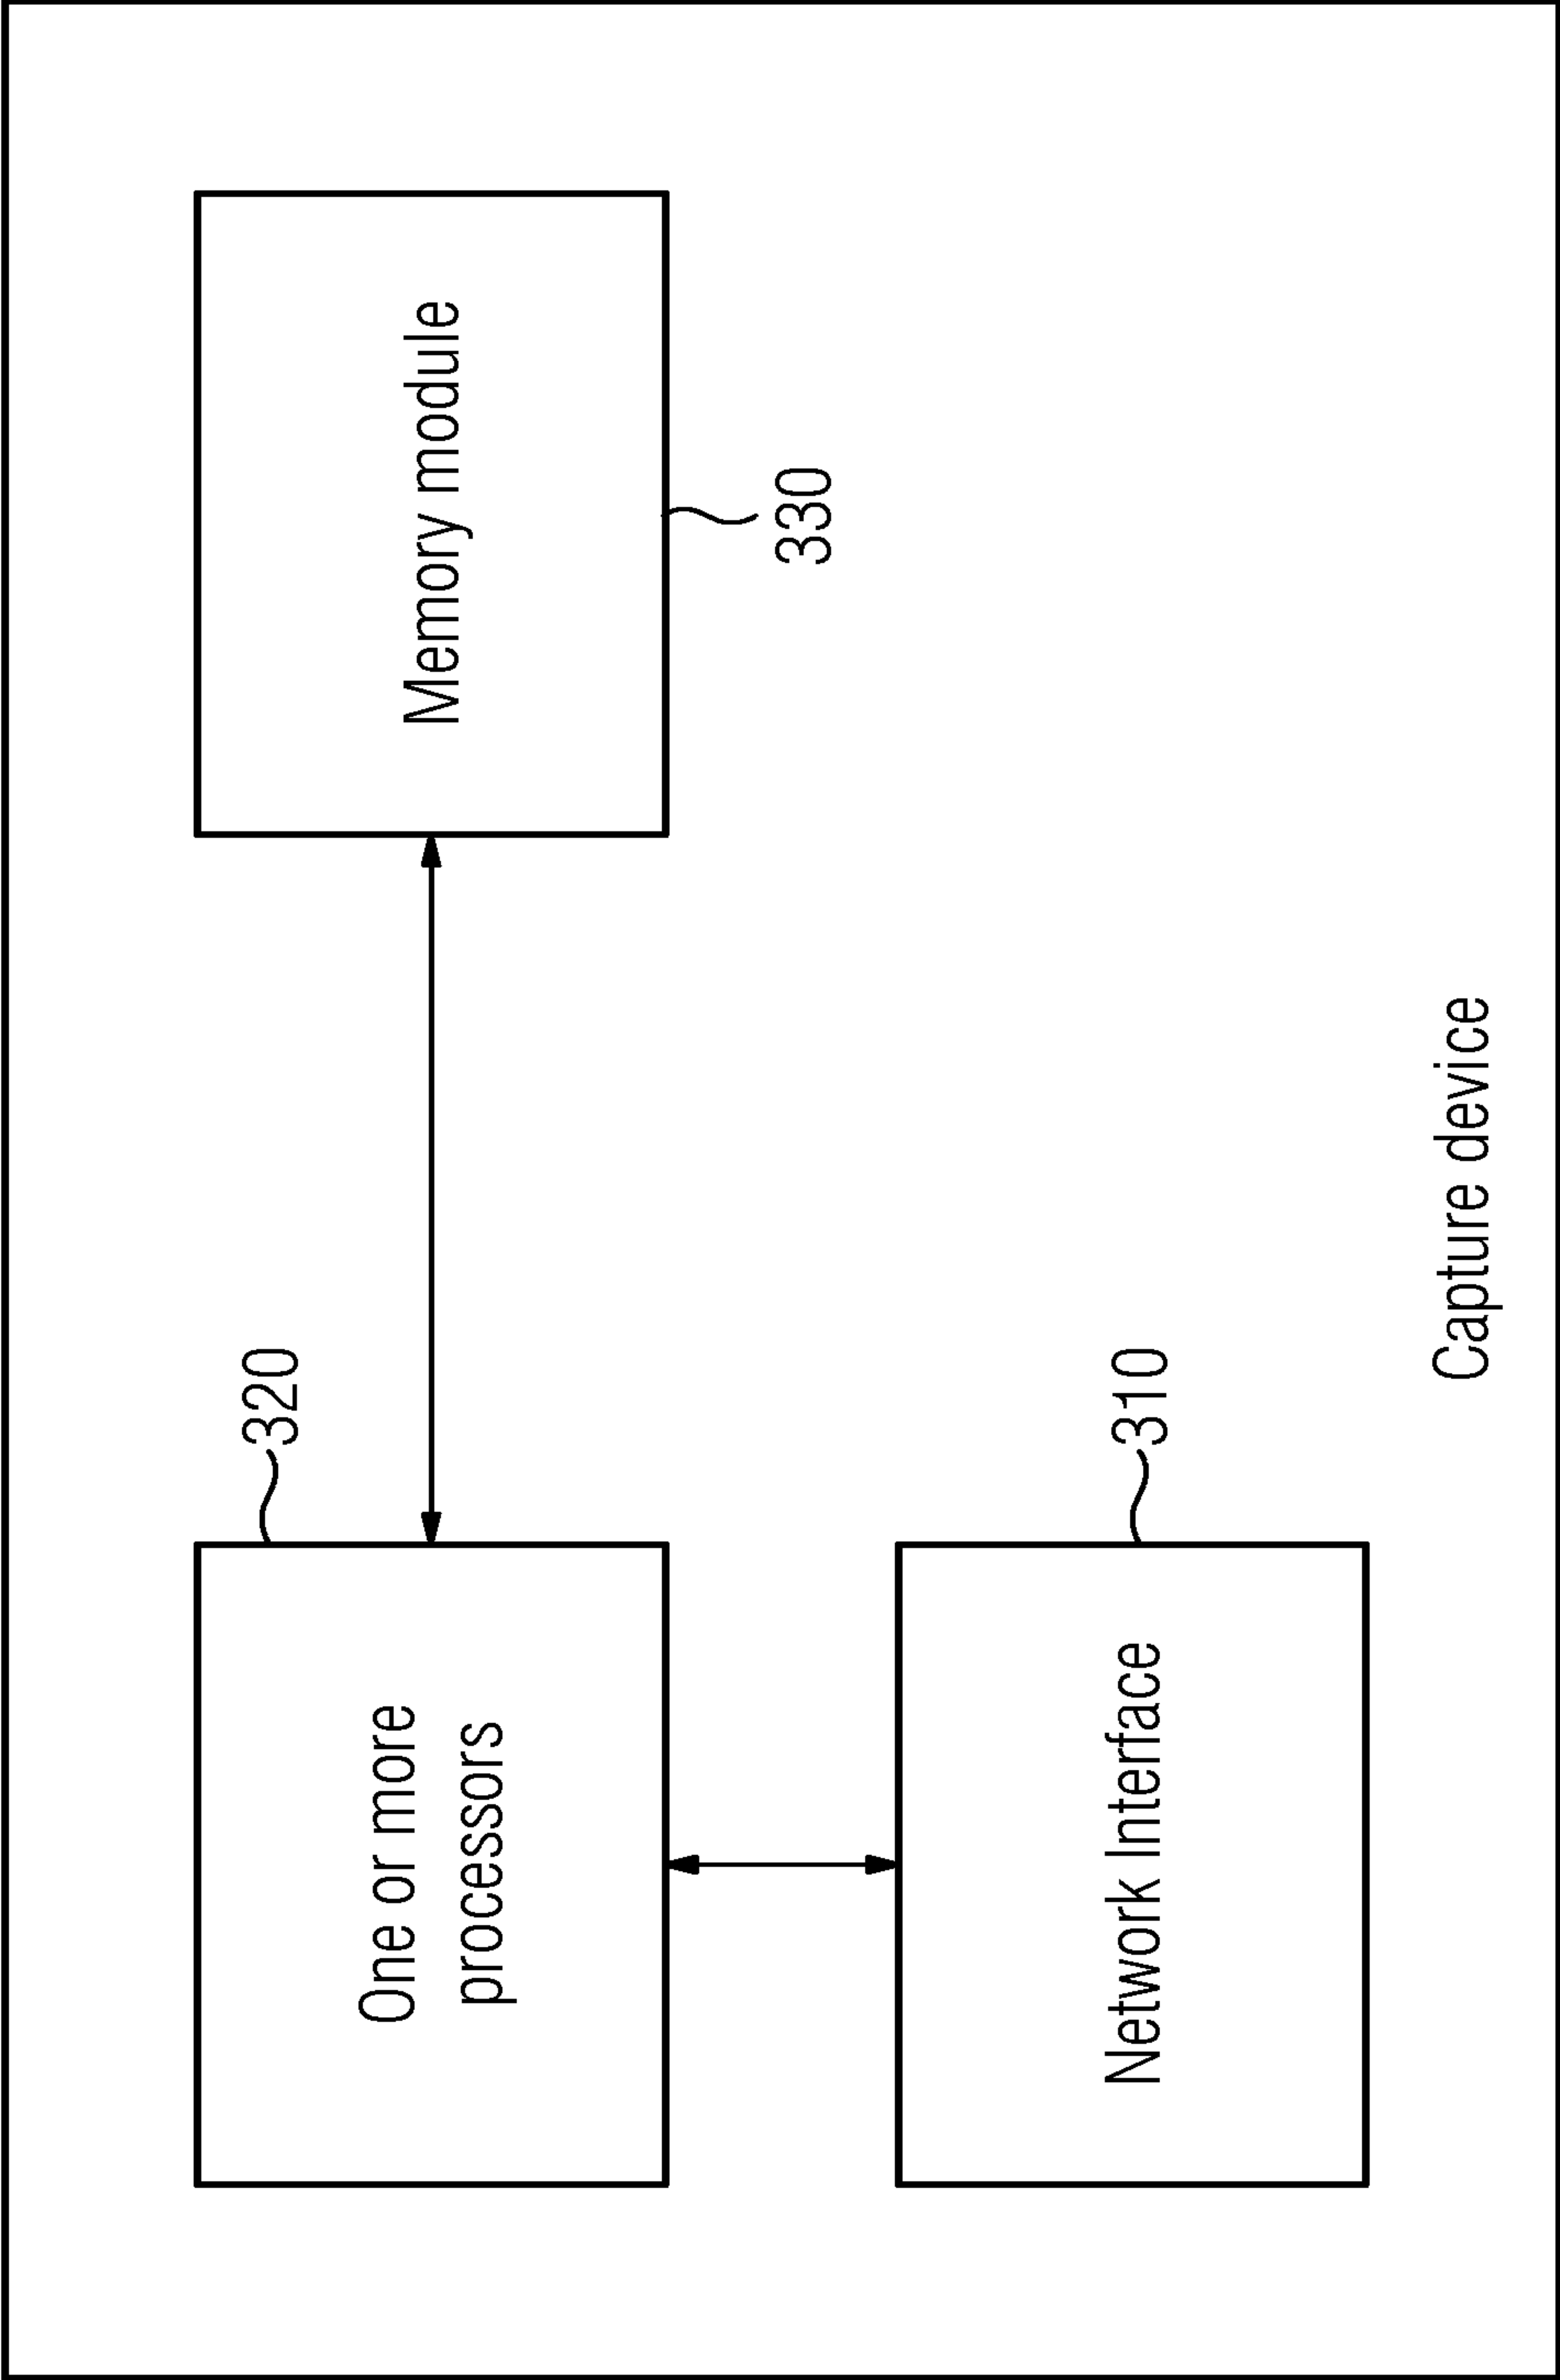 320
One or more
processors
Memory module
330
310
Network Interface
Capture device